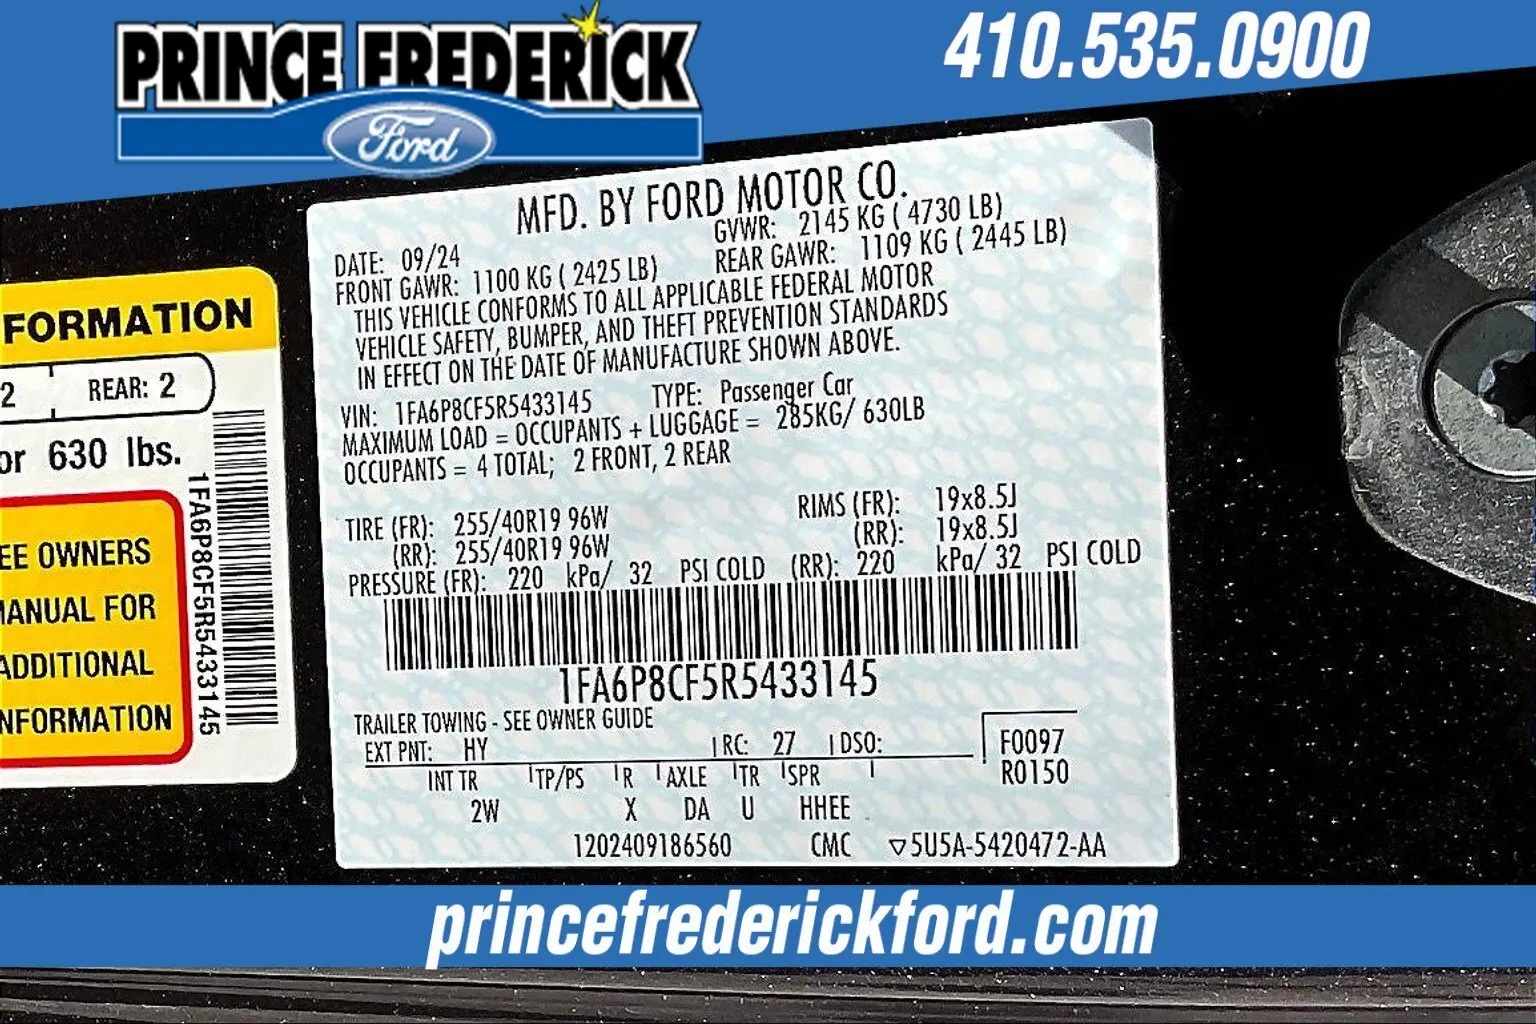 PRINCE FREDERICK
Ford
410.535.0900
FORMATION
2 REAR: 2
or 630 lbs.
EE OWNERS
MANUAL FOR
ADDITIONAL
NFORMATION
1FA6P8CF5R5433145
MFD. BY FORD MOTOR CO.
DATE: 09/24 GVWR: 2145 KG ( 4730 LB)
FRONT GAWR: 1100 KG ( 2425 LB) REAR GAWR: 1109 KG ( 2445 LB)
THIS VEHICLE CONFORMS TO ALL APPLICABLE FEDERAL MOTOR
VEHICLE SAFETY, BUMPER, AND THEFT PREVENTION STANDARDS
IN EFFECT ON THE DATE OF MANUFACTURE SHOWN ABOVE.
VIN: 1FA6P8CF5R5433145 TYPE: Passenger Car
MAXIMUM LOAD = OCCUPANTS + LUGGAGE = 285KG/ 630LB
OCCUPANTS = 4 TOTAL; 2 FRONT, 2 REAR
TIRE (FR): 255/40R19 96W RIMS (FR): 19x8.5J
(RR): 255/40R19 96W (RR): 19x8.5J
PRESSURE (FR): 220 kPa/ 32 PSI COLD (RR): 220 kPa/ 32 PSI COLD
1FA6P8CF5R5433145
TRAILER TOWING - SEE OWNER GUIDE
EXT PNT: HY RC: 27 DSO: F0097
INT TR TP/PS R AXLE TR SPR R0150
2W X DA U HHEE
1202409186560 CMC ▽5U5A-5420472-AA
princefrederickford.com